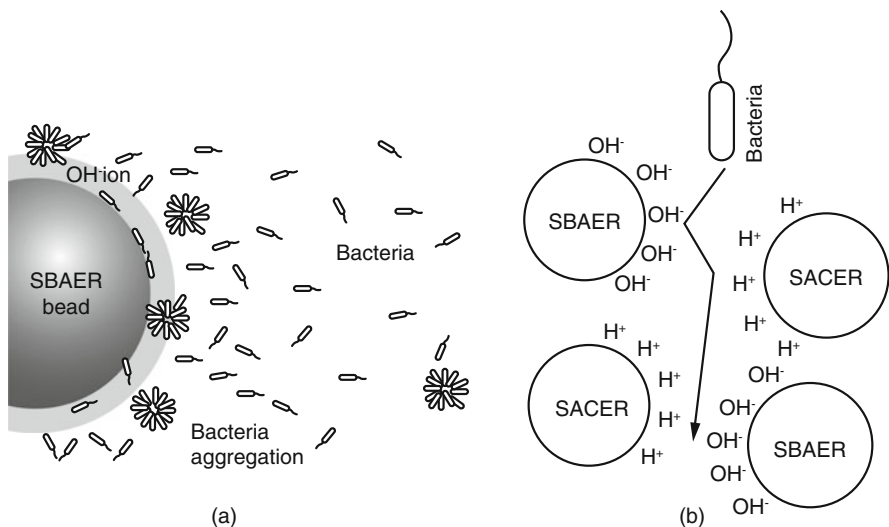 OH-ion
SBAER
bead
Bacteria
Bacteria
aggregation
(a)
Bacteria
OH-
OH-
SBAER
OH-
OH-
OH-
H+
H+
SACER
H+
H+
H+
H+
H+
H+
SACER
H+
H+
OH-
OH-
OH-
SBAER
OH-
OH-
(b)